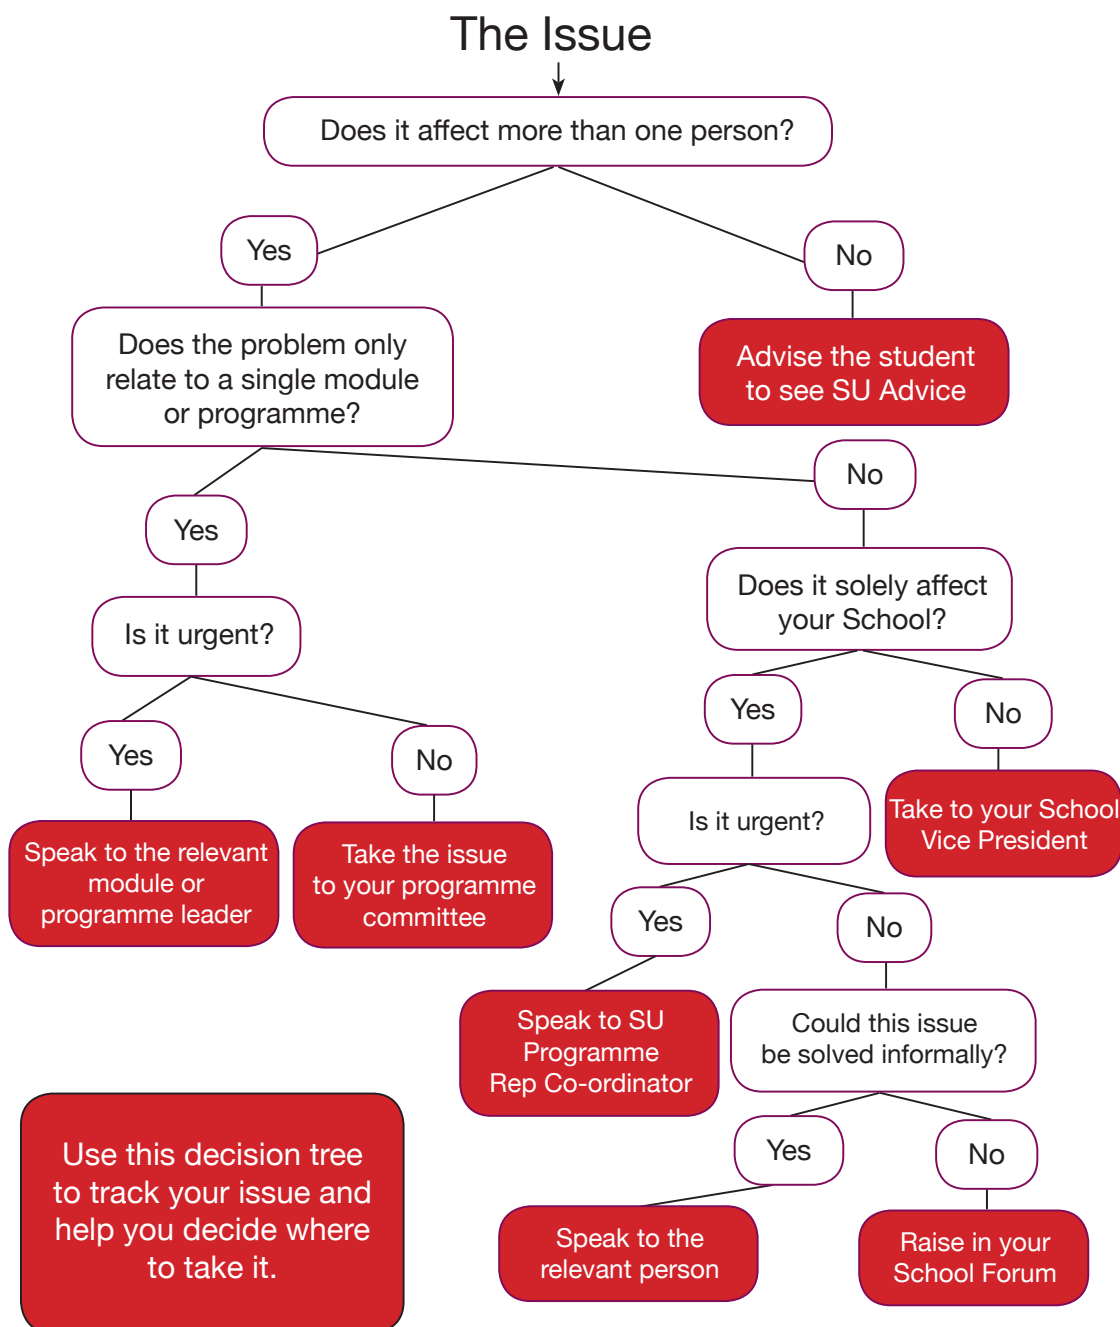 The Issue
Does it affect more than one person?
Yes
No
Does the problem only
relate to a single module
or programme?
Advise the student
to see SU Advice
Yes
No
Is it urgent?
Does it solely affect
your School?
Yes
No
Yes
No
Speak to the relevant
module or
programme leader
Take the issue
to your programme
committee
Is it urgent?
Take to your School
Vice President
Yes
No
Speak to SU
Programme
Rep Co-ordinator
Could this issue
be solved informally?
Yes
No
Speak to the
relevant person
Raise in your
School Forum
Use this decision tree
to track your issue and
help you decide where
to take it.